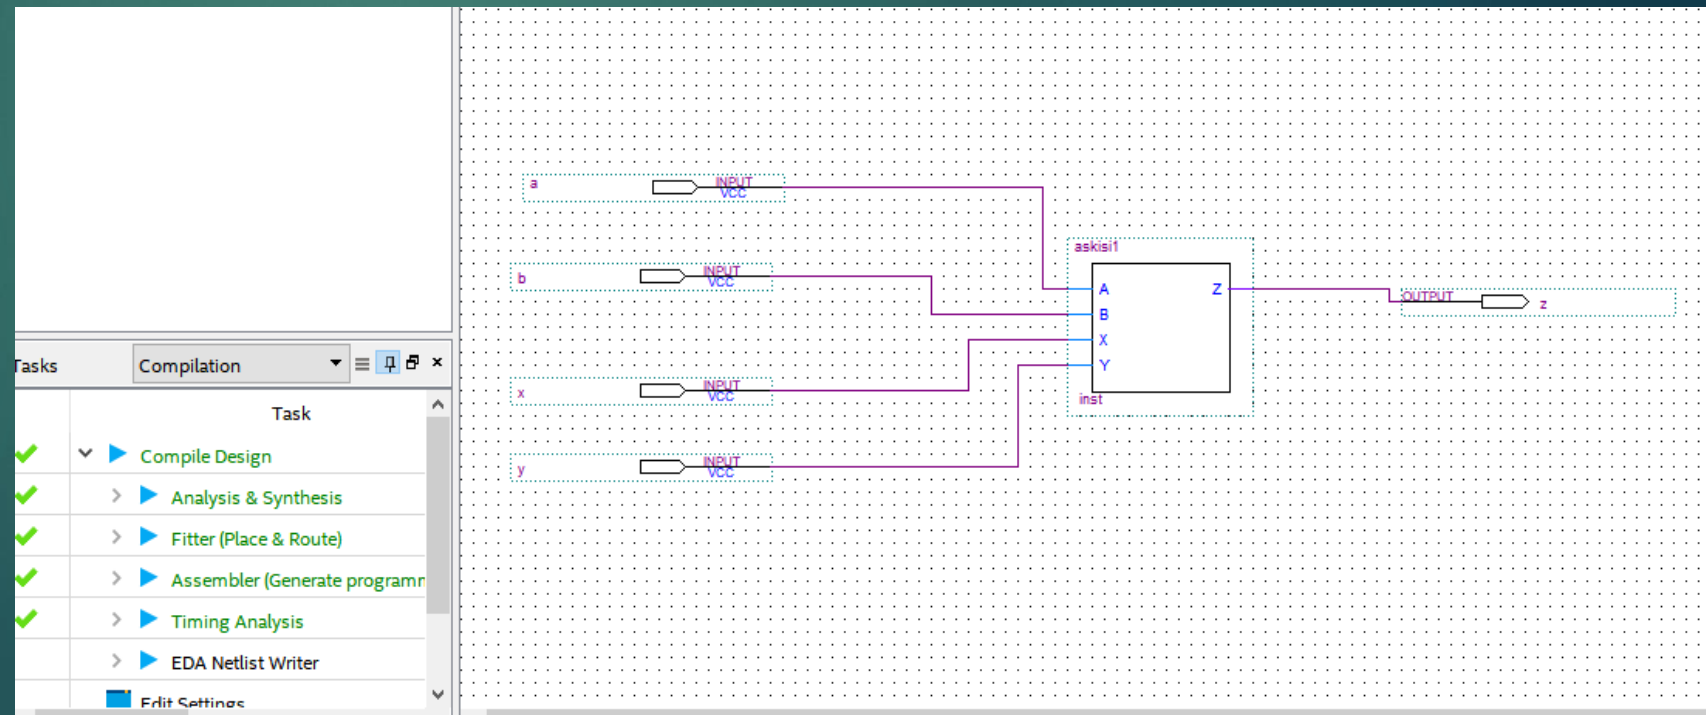 Tasks
Compilation
Task
Compile Design
Analysis & Synthesis
Fitter (Place & Route)
Assembler (Generate programm
Timing Analysis
EDA Netlist Writer
Edit Settings
a
INPUT
VCC
b
INPUT
VCC
x
INPUT
VCC
y
INPUT
VCC
askisi1
A Z
B
X
Y
inst
OUTPUT z